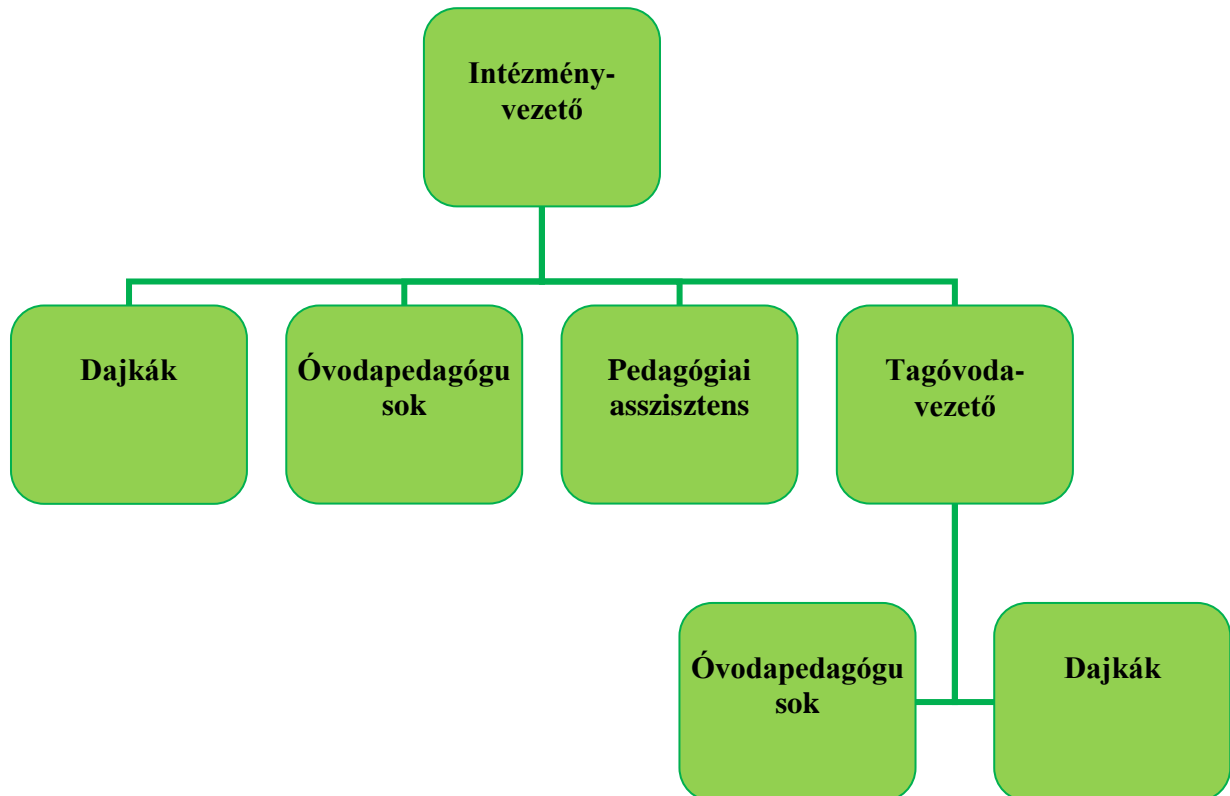 Intézmény-
vezető
Dajkák
Óvodapedagógu
sok
Pedagógiai
asszisztens
Tagóvoda-
vezető
Óvodapedagógu
sok
Dajkák